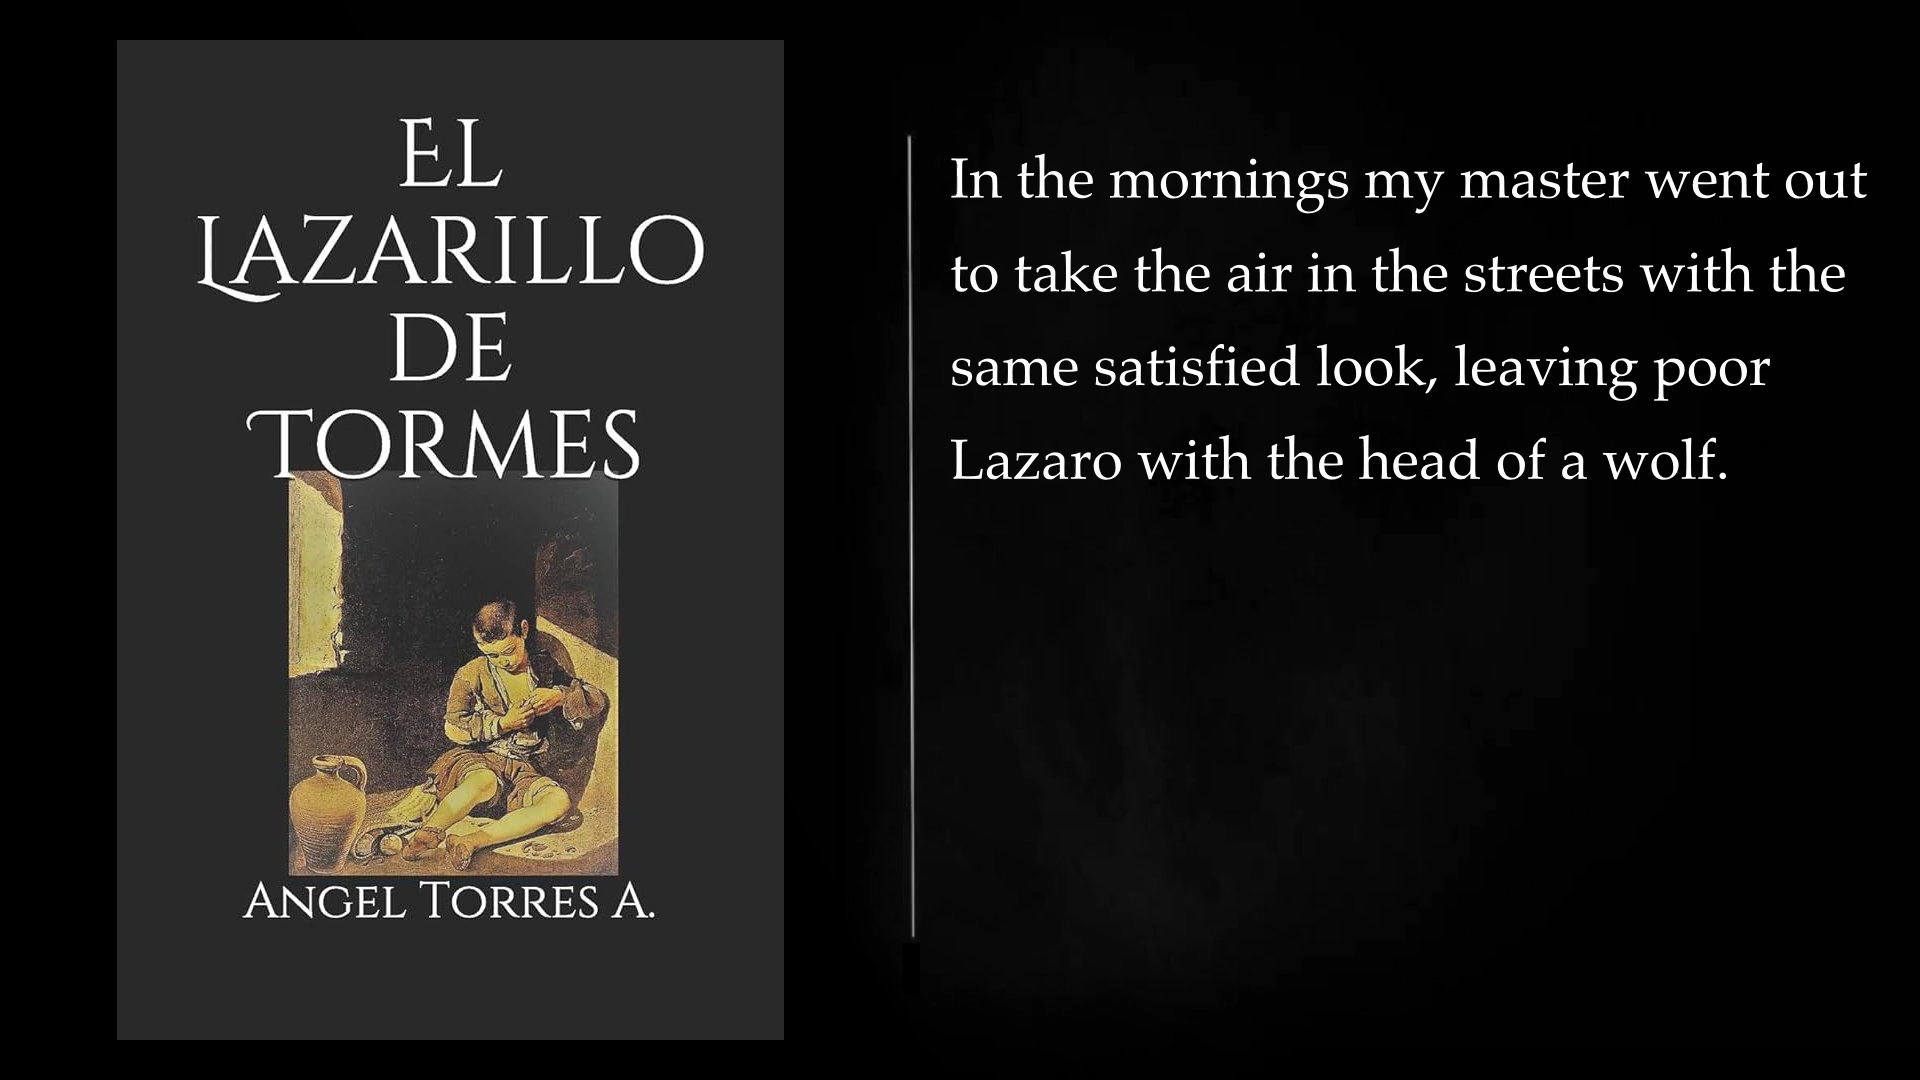 El
Lazarillo
de
Tormes
Angel Torres A.
In the mornings my master went out
to take the air in the streets with the
same satisfied look, leaving poor
Lazaro with the head of a wolf.